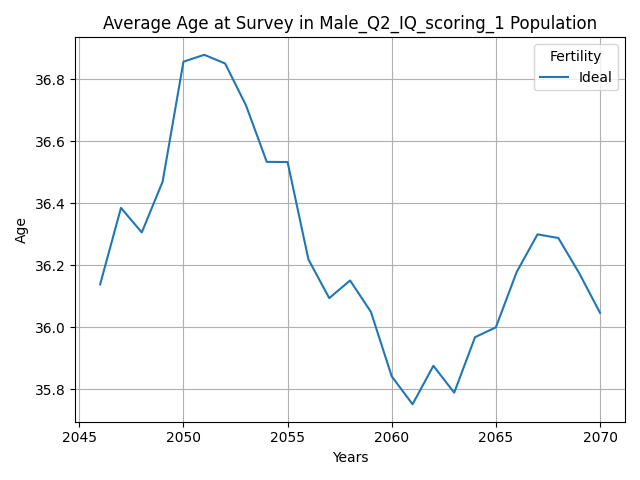 Average Age at Survey in Male_Q2_IQ_scoring_1 Population
Fertility
Ideal
Age
36.8
36.6
36.4
36.2
36.0
35.8
2045 2050 2055 2060 2065 2070
Years